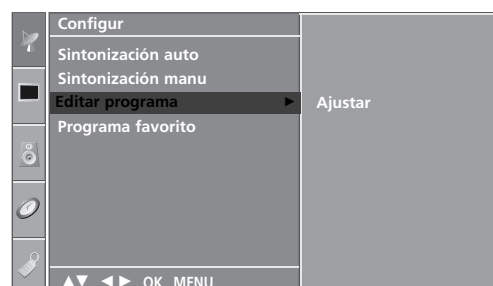 Configur
Sintonización auto
Sintonización manu
Editar programa ► Ajustar
Programa favorito
▲▼ ◄► OK MENU